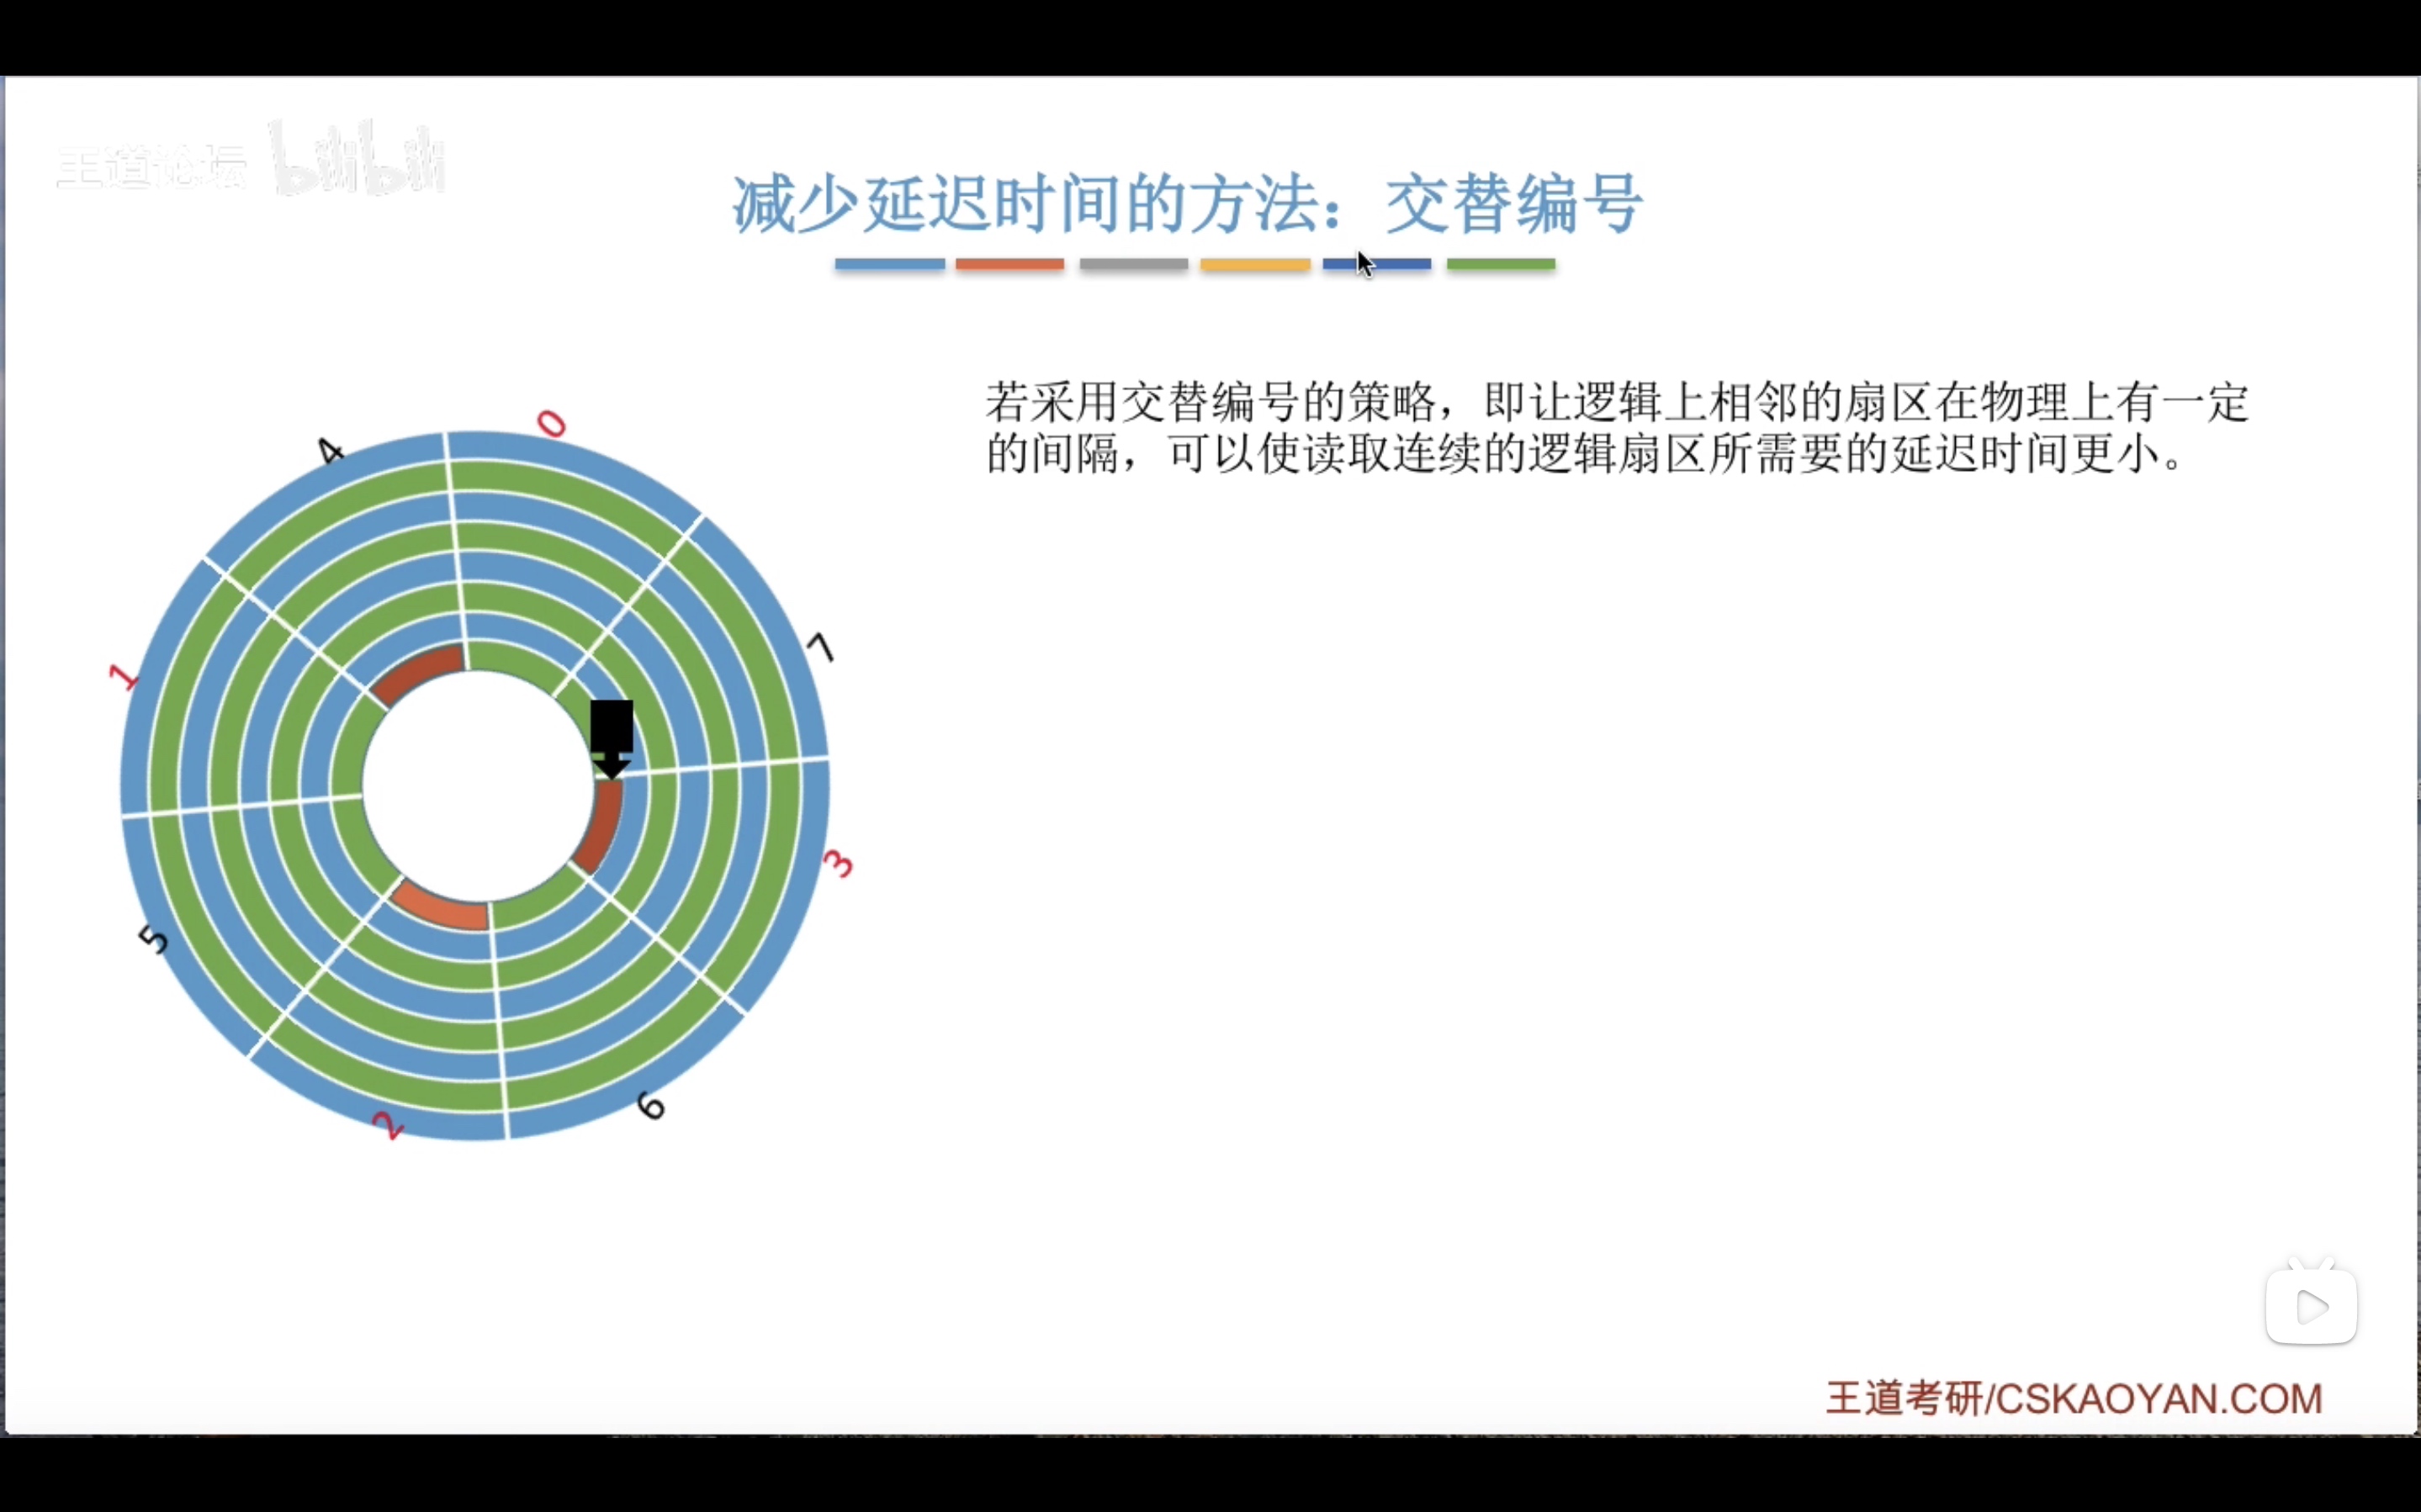 王道论坛 bilibili
减少延迟时间的方法：交替编号
若采用交替编号的策略，即让逻辑上相邻的扇区在物理上有一定
的间隔，可以使读取连续的逻辑扇区所需要的延迟时间更小。
0
4
7
1
3
5
6
2
王道考研/CSKAOYAN.COM